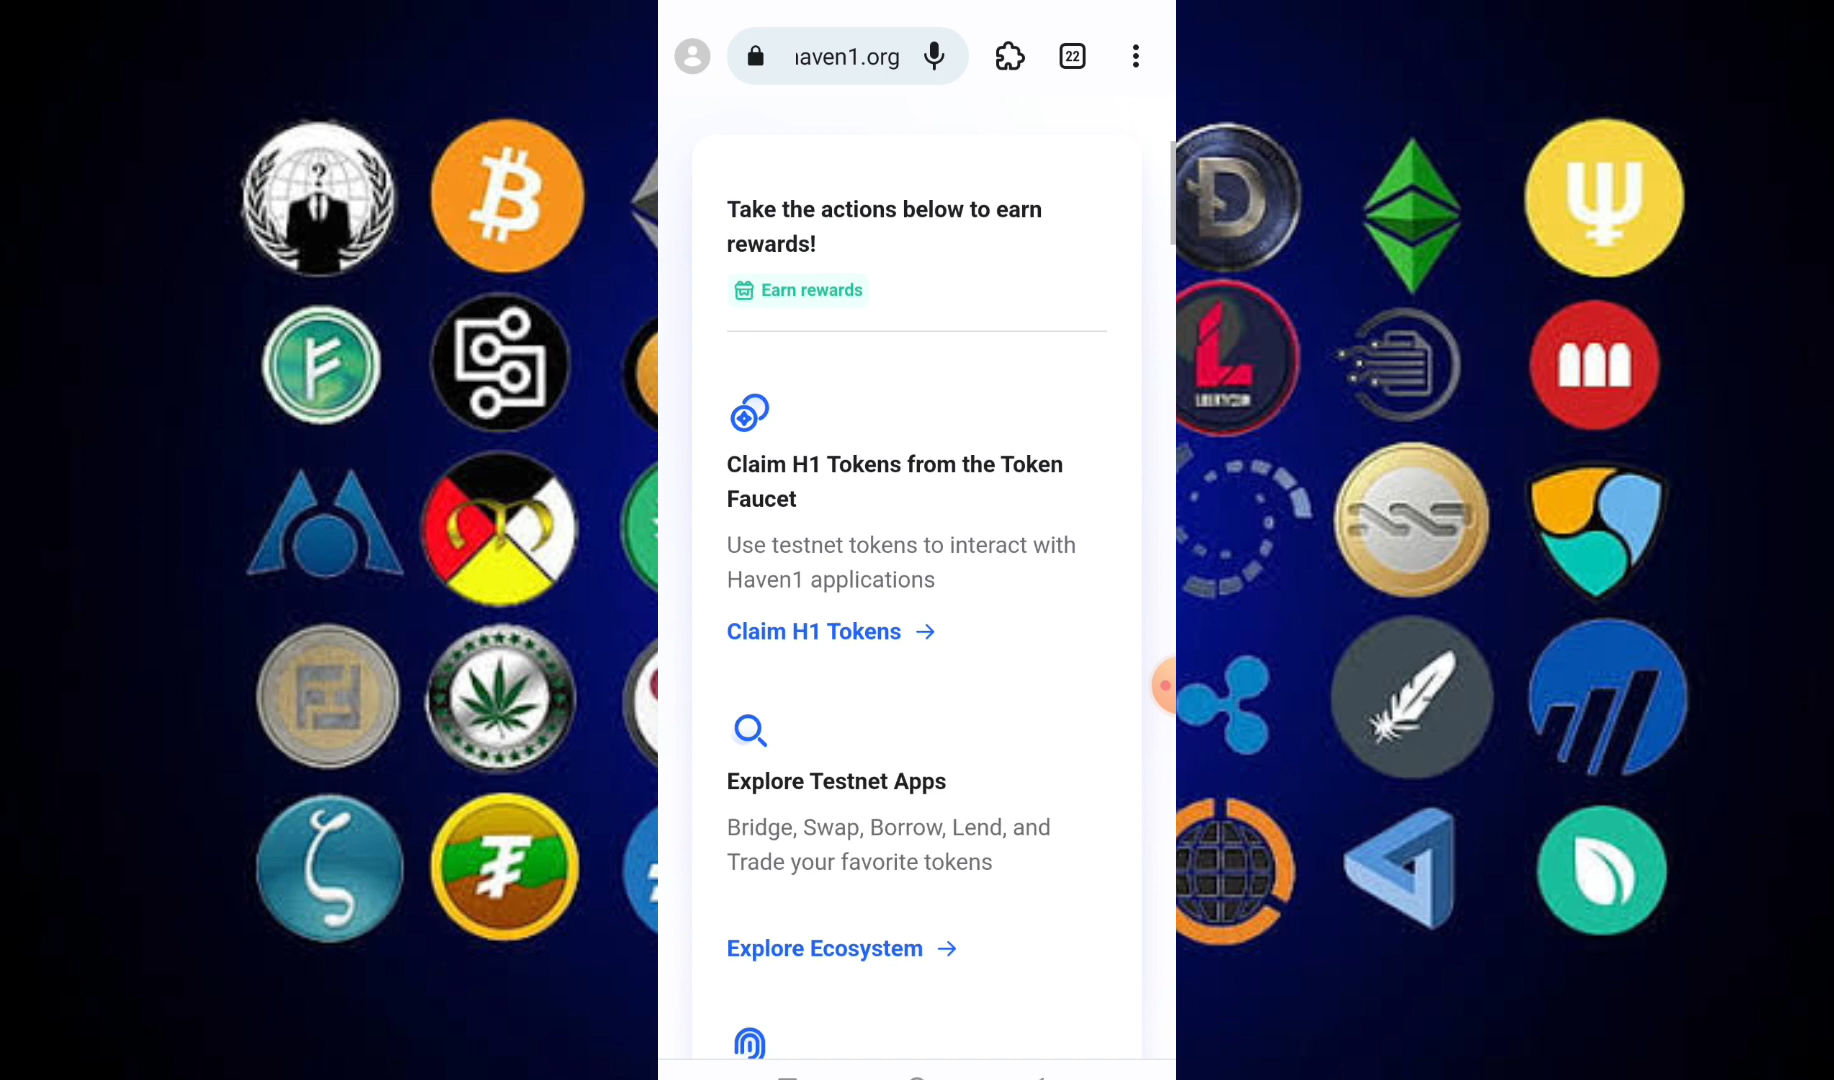 haven1.org
22
Take the actions below to earn
rewards!
Earn rewards
Claim H1 Tokens from the Token
Faucet
Use testnet tokens to interact with
Haven1 applications
Claim H1 Tokens →
Explore Testnet Apps
Bridge, Swap, Borrow, Lend, and
Trade your favorite tokens
Explore Ecosystem →